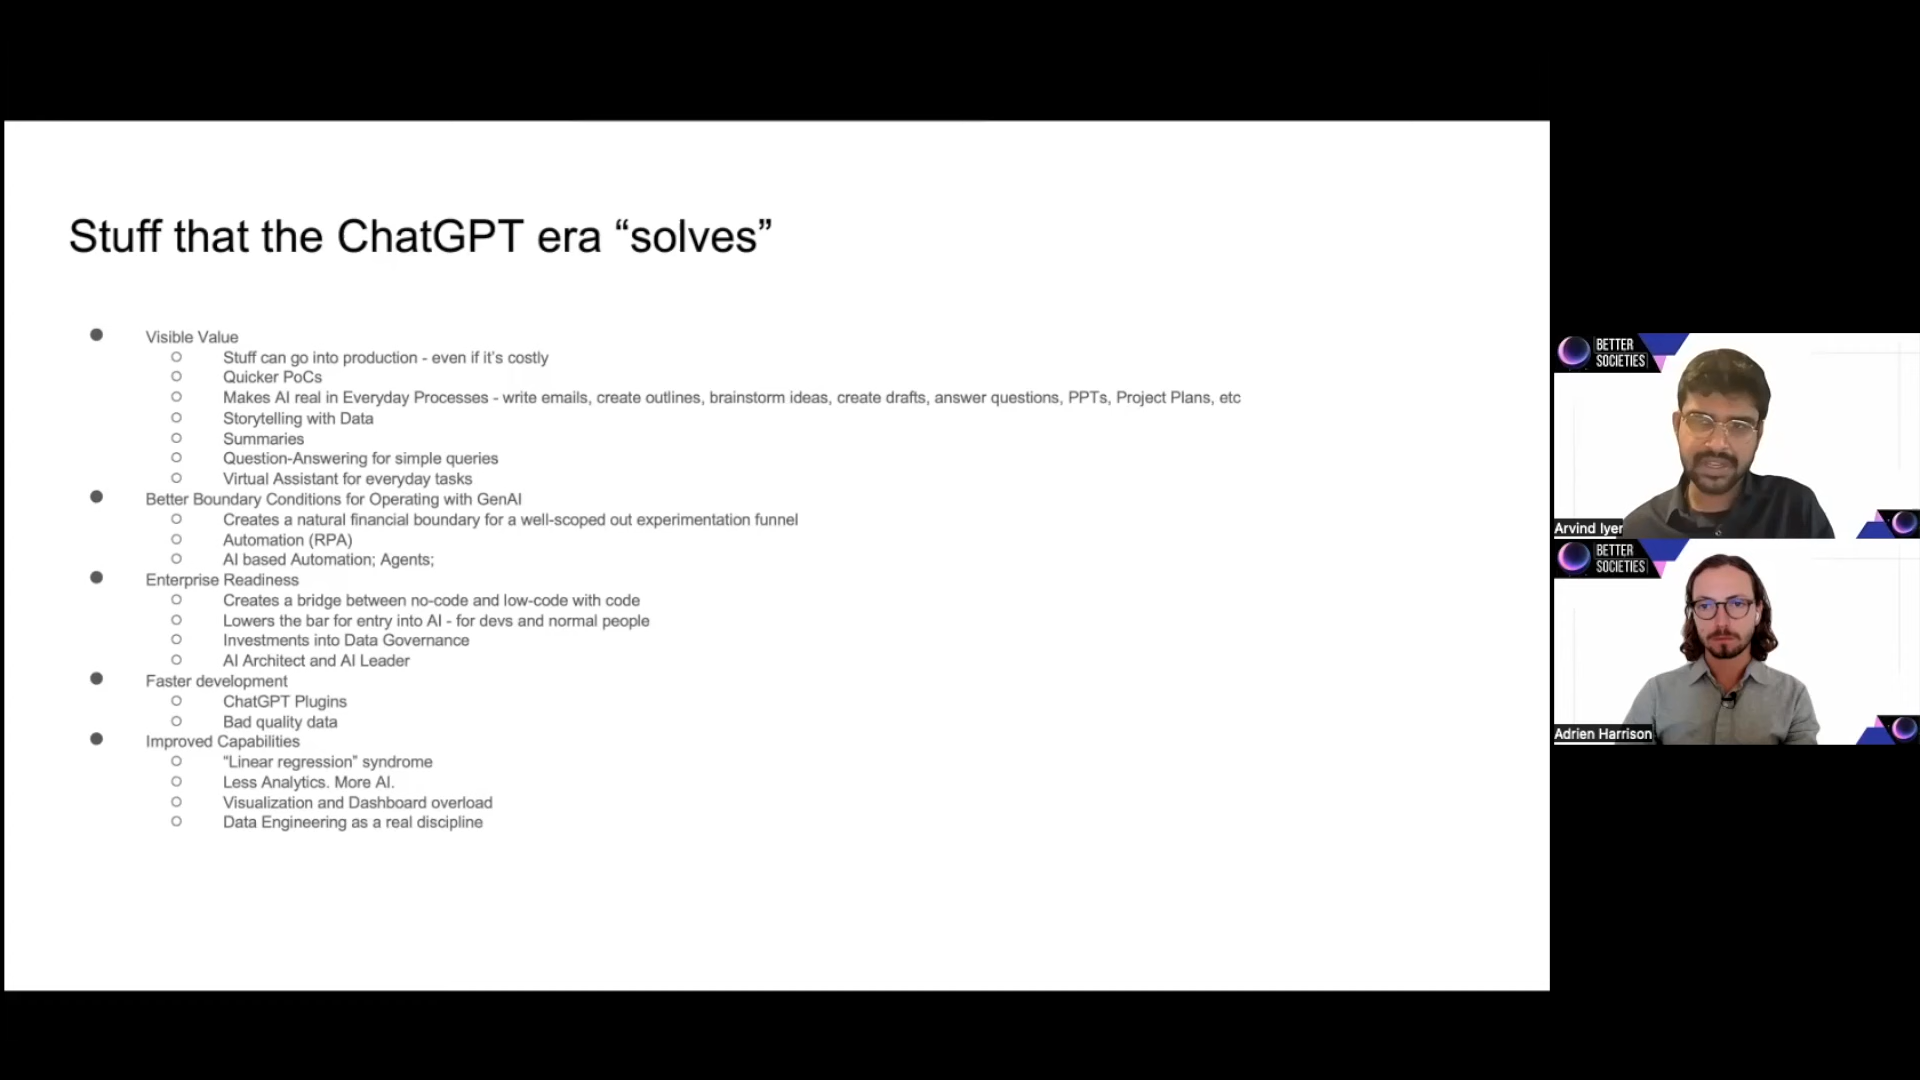 Stuff that the ChatGPT era “solves”
Visible Value
Stuff can go into production - even if it’s costly
Quicker PoCs
Makes AI real in Everyday Processes - write emails, create outlines, brainstorm ideas, create drafts, answer questions, PPTs, Project Plans, etc
Storytelling with Data
Summaries
Question-Answering for simple queries
Virtual Assistant for everyday tasks
Better Boundary Conditions for Operating with GenAI
Creates a natural financial boundary for a well-scoped out experimentation funnel
Automation (RPA)
AI based Automation; Agents;
Enterprise Readiness
Creates a bridge between no-code and low-code with code
Lowers the bar for entry into AI - for devs and normal people
Investments into Data Governance
AI Architect and AI Leader
Faster development
ChatGPT Plugins
Bad quality data
Improved Capabilities
“Linear regression” syndrome
Less Analytics. More AI.
Visualization and Dashboard overload
Data Engineering as a real discipline
BETTER
SOCIETIES
Arvind Iyer
BETTER
SOCIETIES
Adrien Harrison